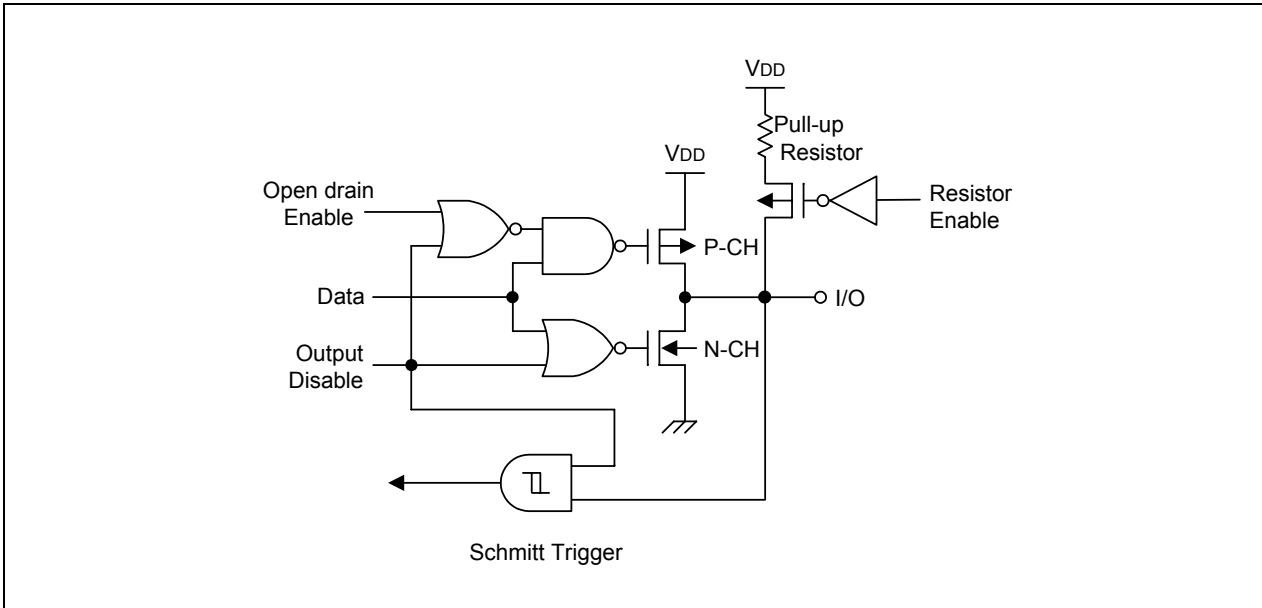 VDD
Pull-up
Resistor
VDD
Open drain
Enable
Resistor
Enable
P-CH
Data
I/O
Output
Disable
N-CH
Schmitt Trigger